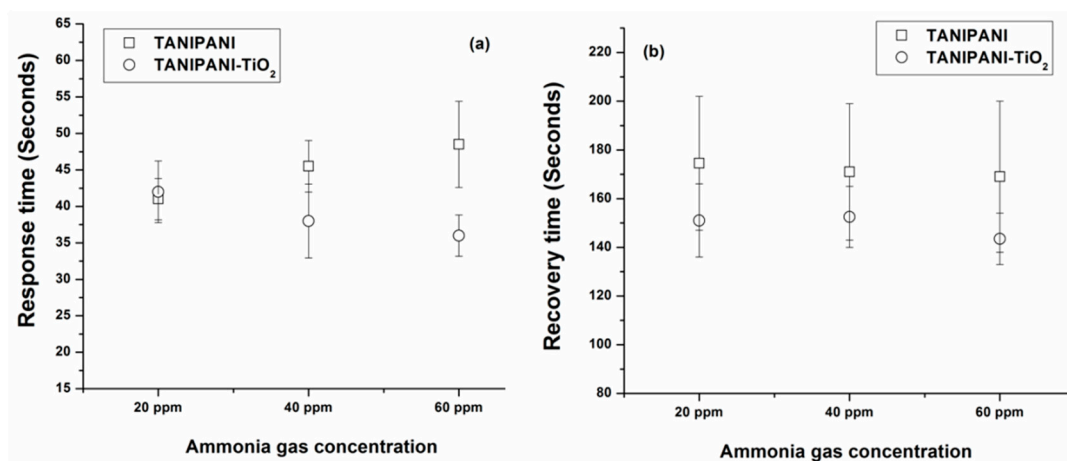 65
60
55
50
45
40
35
30
25
20
15
Response time (Seconds)
TANIPANI
TANIPANI-TiO₂
(a)
20 ppm
40 ppm
60 ppm
Ammonia gas concentration
220
200
180
160
140
120
100
80
Recovery time (Seconds)
(b)
TANIPANI
TANIPANI-TiO₂
20 ppm
40 ppm
60 ppm
Ammonia gas concentration